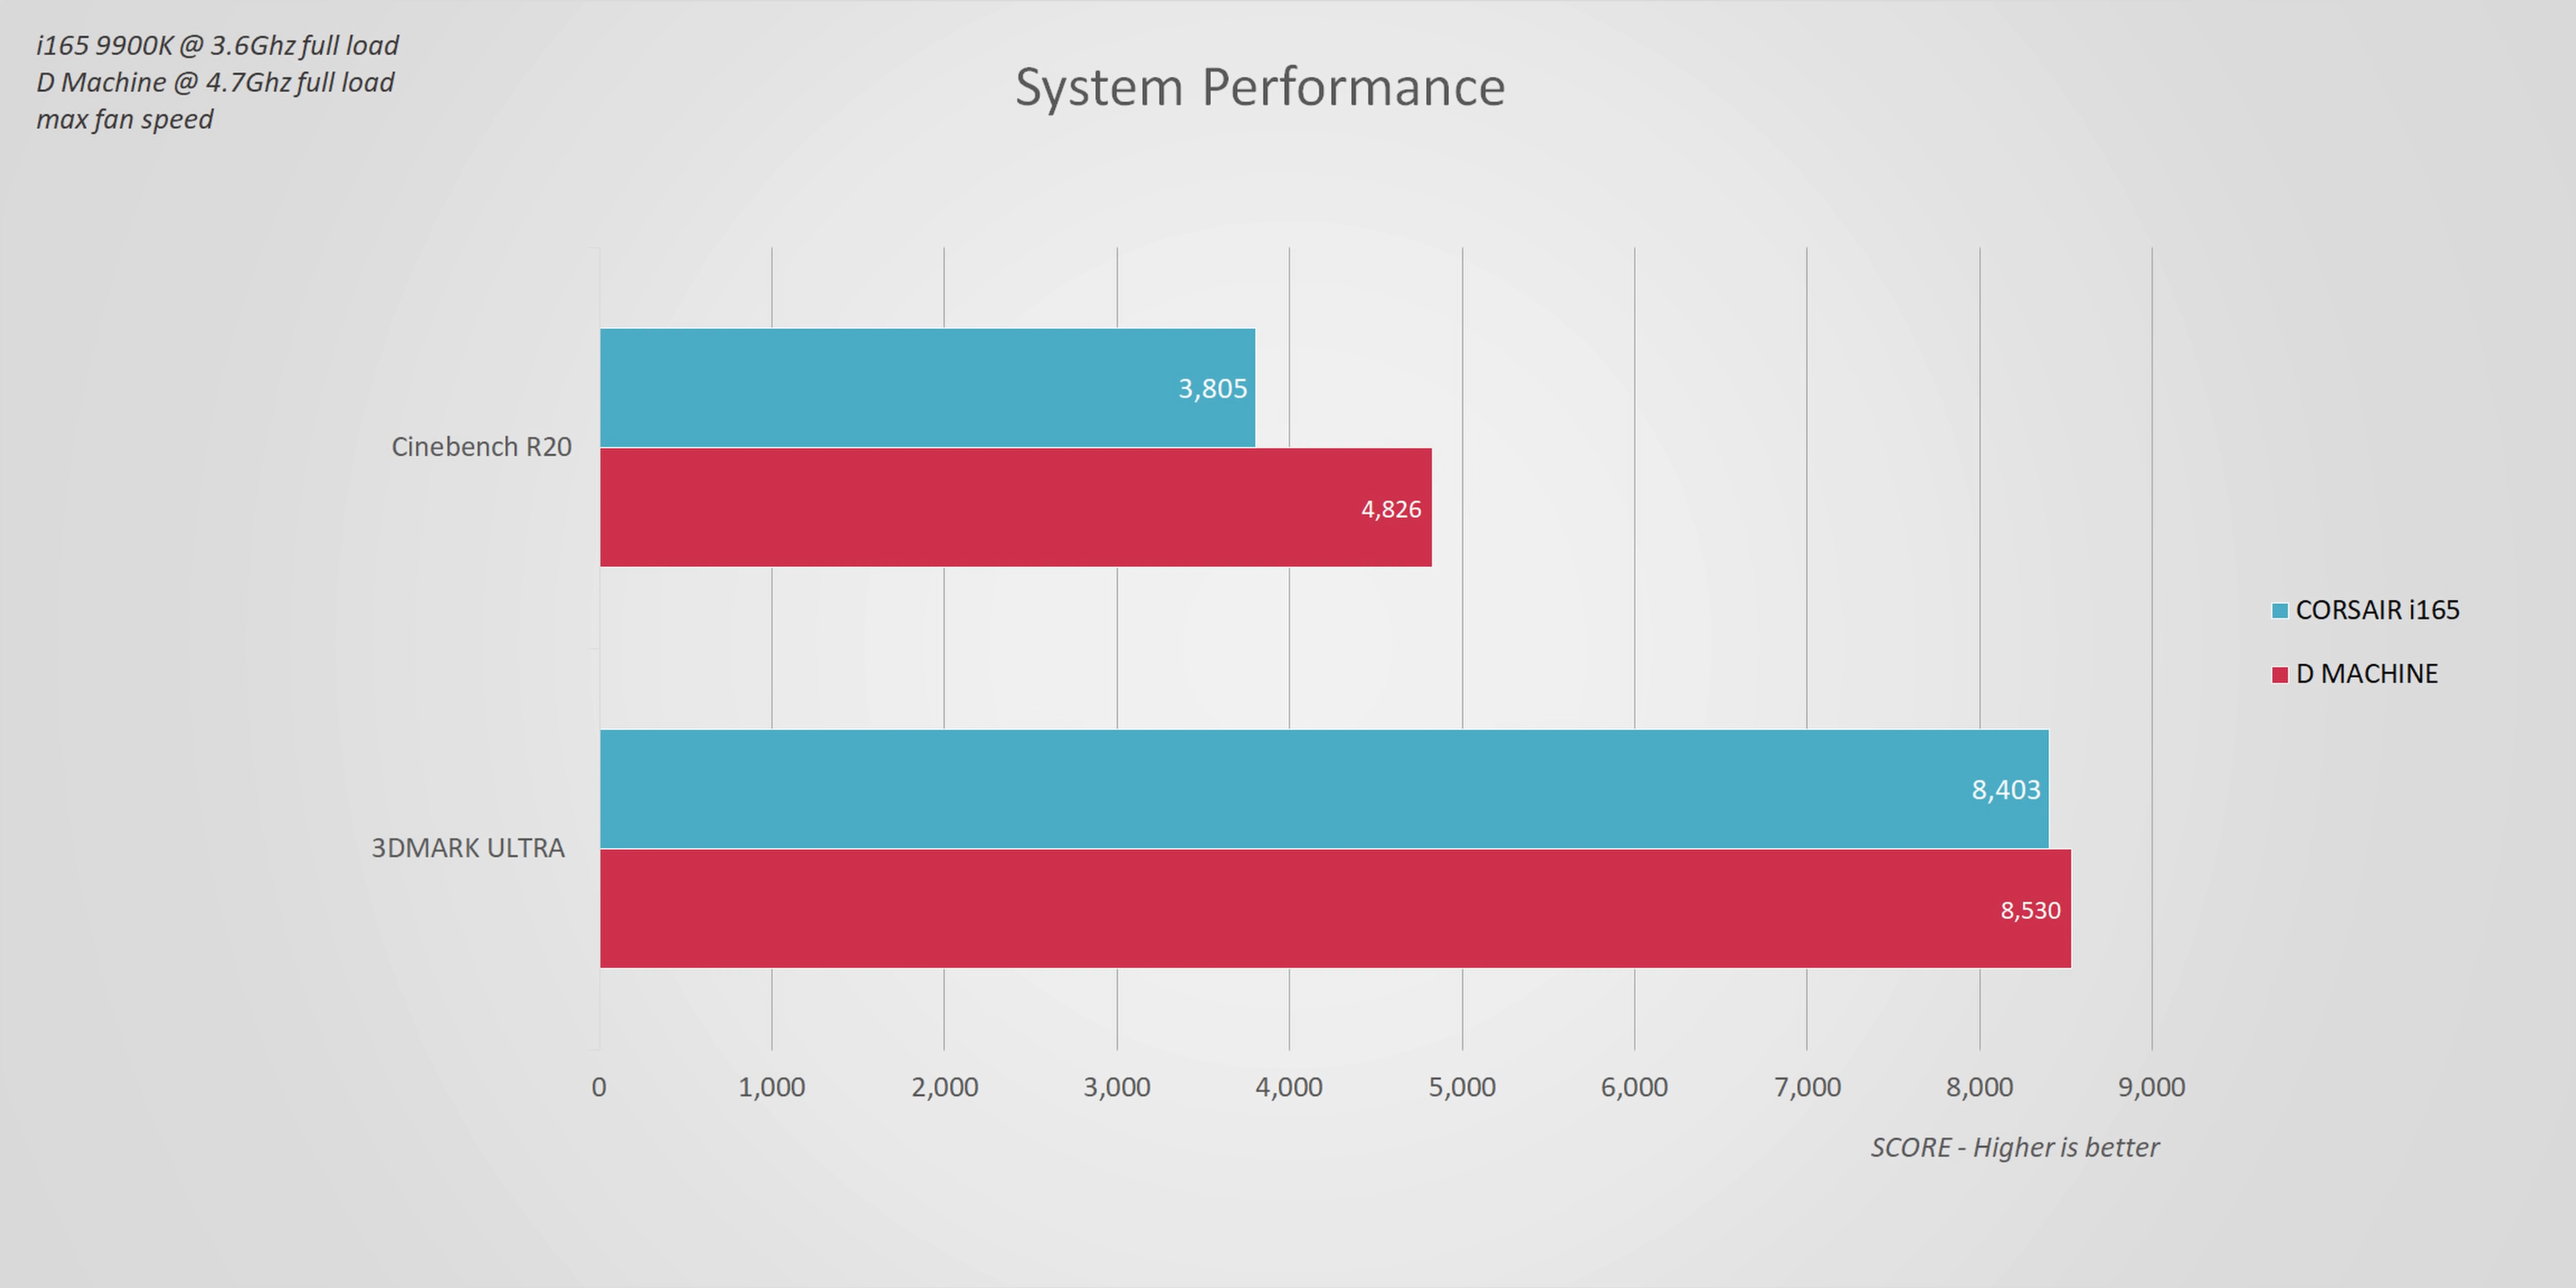 i165 9900K @ 3.6Ghz full load
D Machine @ 4.7Ghz full load
max fan speed
System Performance
3,805
Cinebench R20
4,826
CORSAIR i165
D MACHINE
8,403
3DMARK ULTRA
8,530
0 1,000 2,000 3,000 4,000 5,000 6,000 7,000 8,000 9,000
SCORE - Higher is better